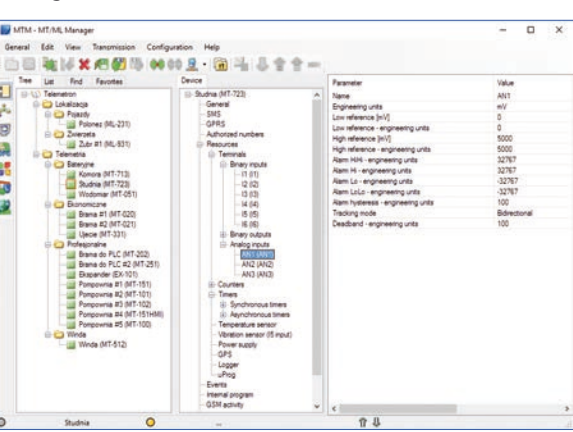 MTM - MT/ML Manager
General Edit View Transmission Configuration Help
Tree List Find Favorites
Telemetron
Lokalizacja
Pojazdy
Polonez (ML-231)
Zwierzeta
Żubr #1 (ML-931)
Telemetria
Bateryjne
Komora (MT-713)
Studnia (MT-723)
Wodomiar (MT-051)
Ekonomiczne
Brama #1 (MT-020)
Brama #2 (MT-021)
Ujecie (MT-331)
Profesjonalne
Brama do PLC (MT-202)
Brama do PLC #2 (MT-251)
Ekspander (EX-101)
Pompownia #1 (MT-151)
Pompownia #2 (MT-101)
Pompownia #3 (MT-102)
Pompownia #4 (MT-151HMI)
Pompownia #5 (MT-100)
Winda
Winda (MT-512)
Device
Studnia (MT-723)
General
SMS
GPRS
Authorized numbers
Resources
Terminals
Binary inputs
I1 (I1)
I2 (I2)
I3 (I3)
I4 (I4)
I5 (I5)
I6 (I6)
Binary outputs
Analog inputs
AN1 (AN1)
AN2 (AN2)
AN3 (AN3)
Counters
Timers
Synchronous timers
Asynchronous timers
Temperature sensor
Vibration sensor (I5 input)
Power supply
GPS
Logger
uProg
Events
Internal program
GSM activity
Parameter Value
Name AN1
Engineering units mV
Low reference [mV] 0
Low reference - engineering units 0
High reference [mV] 5000
High reference - engineering units 5000
Alarm HiHi - engineering units 32767
Alarm Hi - engineering units 32767
Alarm Lo - engineering units -32767
Alarm LoLo - engineering units -32767
Alarm hysteresis - engineering units 100
Tracking mode Bidirectional
Deadband - engineering units 100
Studnia